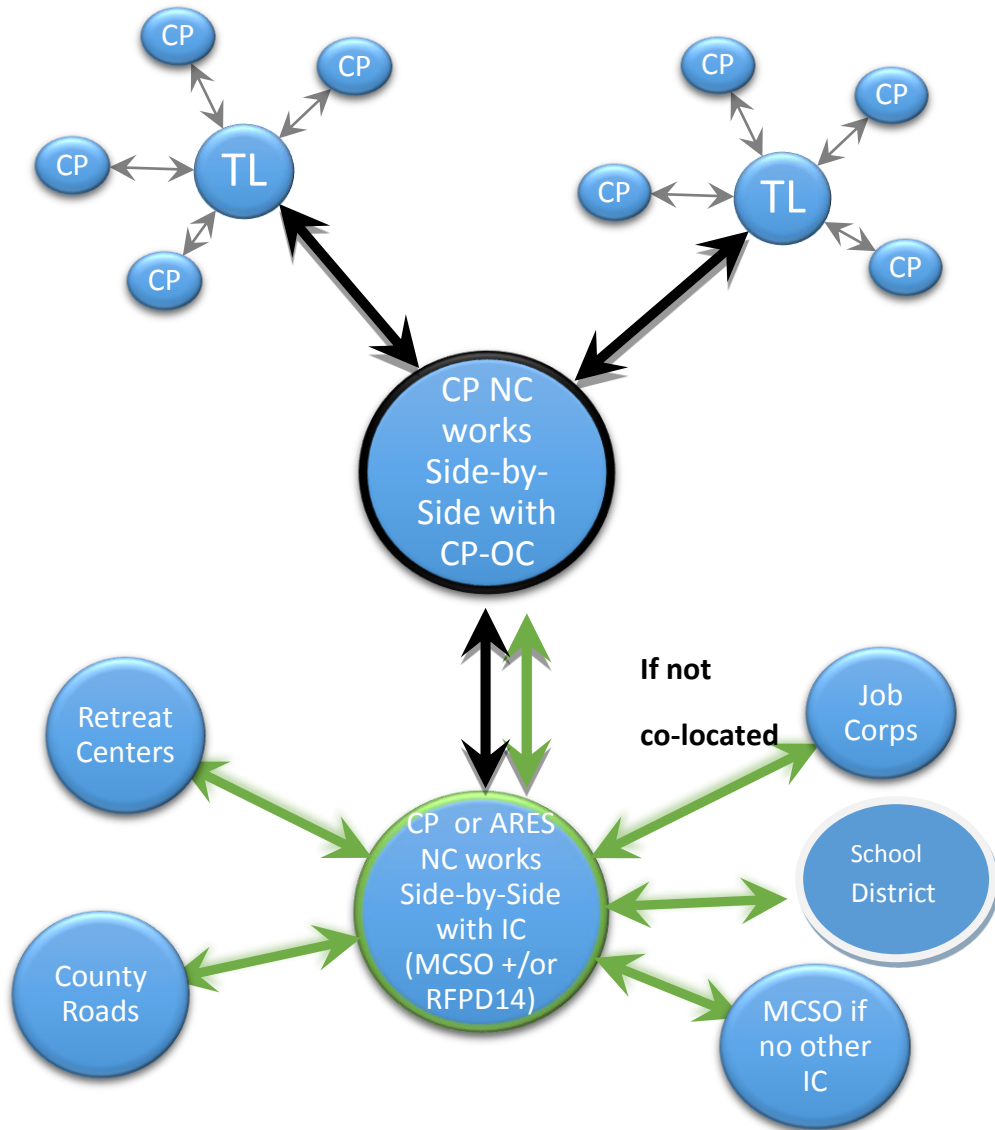 CP
CP
CP
CP
TL
CP
CP
CP
CP
TL
CP NC
works
Side-by-
Side with
CP-OC
If not
co-located
Retreat
Centers
Job
Corps
CP  or ARES
NC works
Side-by-Side
with IC
(MCSO +/or
RFPD14)
School
District
County
Roads
MCSO if
no other
IC